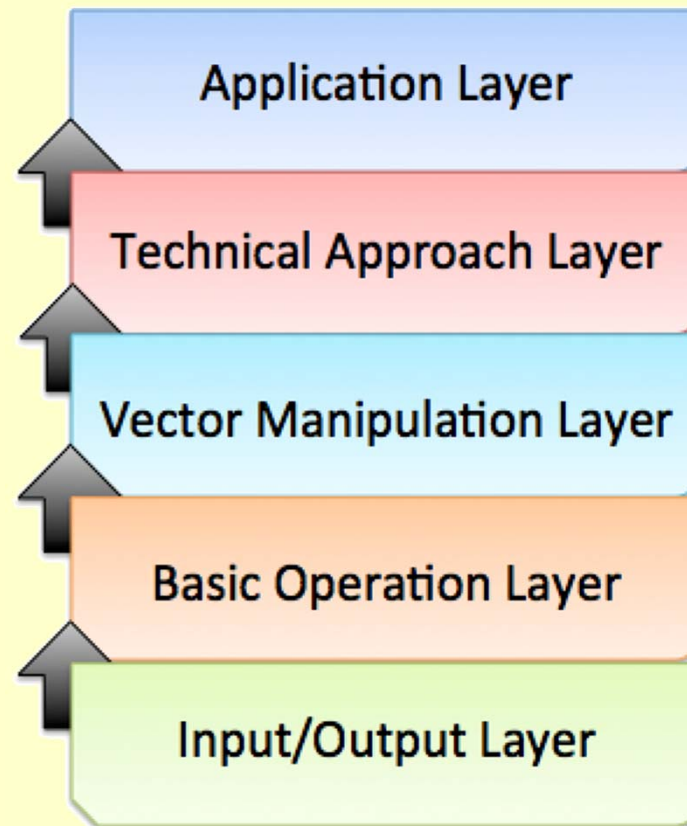 Application Layer
Technical Approach Layer
Vector Manipulation Layer
Basic Operation Layer
Input/Output Layer